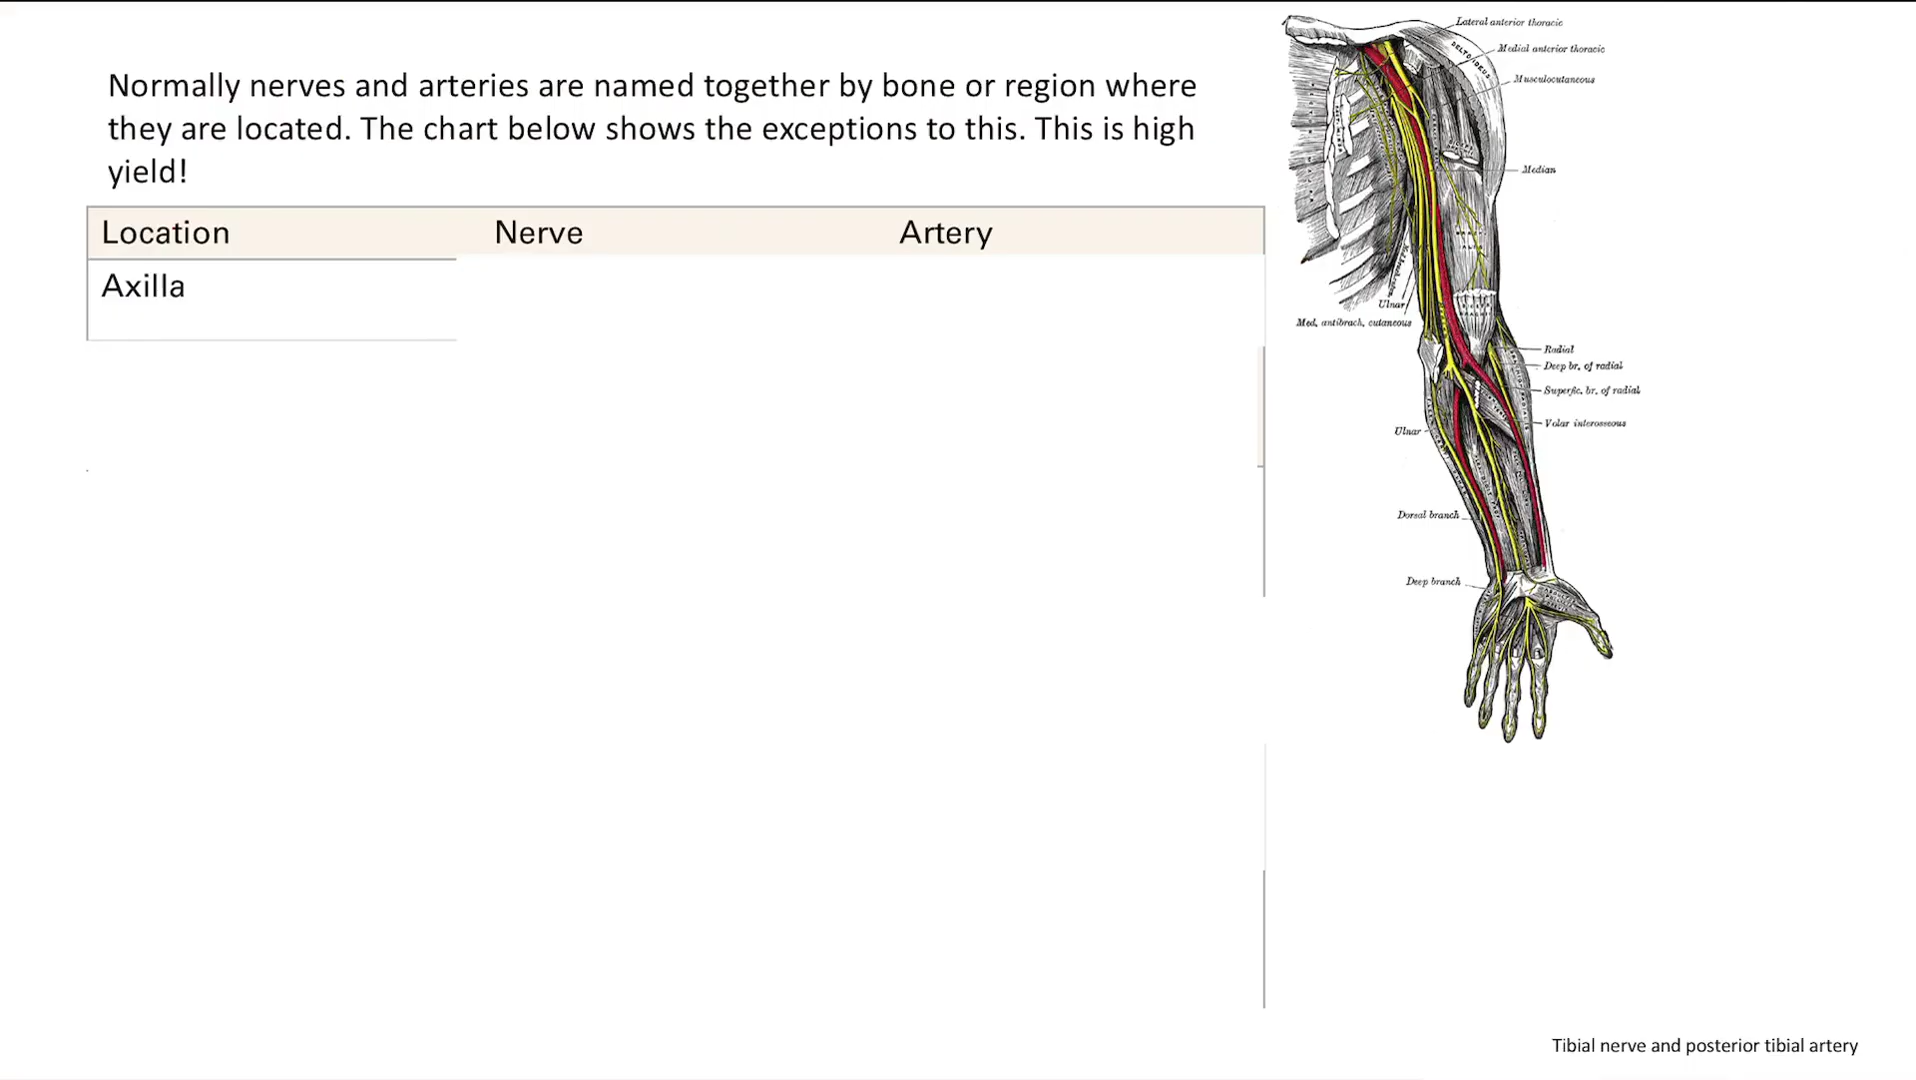 Normally nerves and arteries are named together by bone or region where
they are located. The chart below shows the exceptions to this. This is high
yield!
Location Nerve Artery
Axilla
Lateral anterior thoracic
DELTOIDEUS
Medial anterior thoracic
Musculocutaneous
Median
Ulnar
Med. antibrach. cutaneous
Radial
Deep br. of radial
Superfic. br. of radial
Volar interosseous
Ulnar
Dorsal branch
Deep branch
Tibial nerve and posterior tibial artery